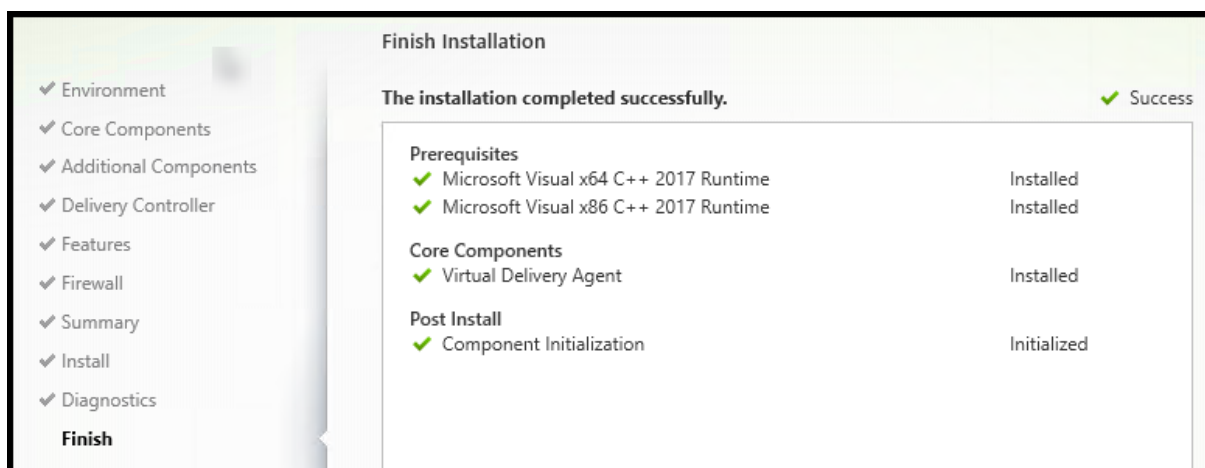 Finish Installation
Environment
Core Components
Additional Components
Delivery Controller
Features
Firewall
Summary
Install
Diagnostics
Finish
The installation completed successfully. Success
Prerequisites
Microsoft Visual x64 C++ 2017 Runtime Installed
Microsoft Visual x86 C++ 2017 Runtime Installed
Core Components
Virtual Delivery Agent Installed
Post Install
Component Initialization Initialized